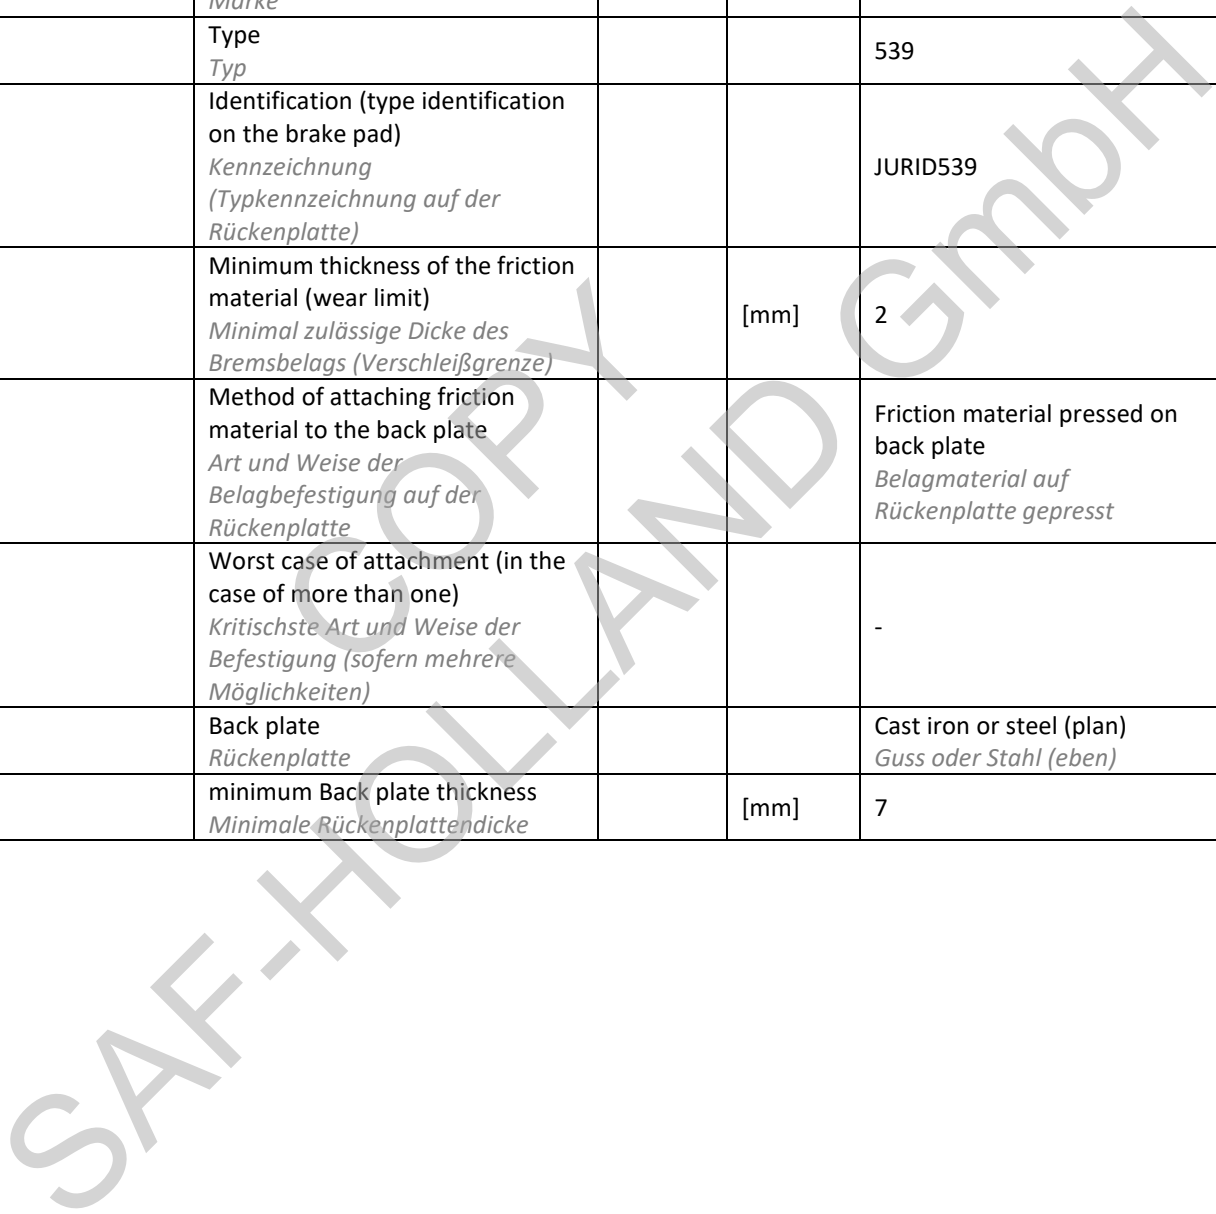 Marke
Type
Typ
539
Identification (type identification
on the brake pad)
Kennzeichnung
(Typkennzeichnung auf der
Rückenplatte)
JURID539
Minimum thickness of the friction
material (wear limit)
Minimal zulässige Dicke des
Bremsbelags (Verschleißgrenze)
[mm]
2
Method of attaching friction
material to the back plate
Art und Weise der
Belagbefestigung auf der
Rückenplatte
Friction material pressed on
back plate
Belagmaterial auf
Rückenplatte gepresst
Worst case of attachment (in the
case of more than one)
Kritischste Art und Weise der
Befestigung (sofern mehrere
Möglichkeiten)
-
Back plate
Rückenplatte
Cast iron or steel (plan)
Guss oder Stahl (eben)
minimum Back plate thickness
Minimale Rückenplattendicke
[mm]
7
COPY
SAF-HOLLAND GmbH